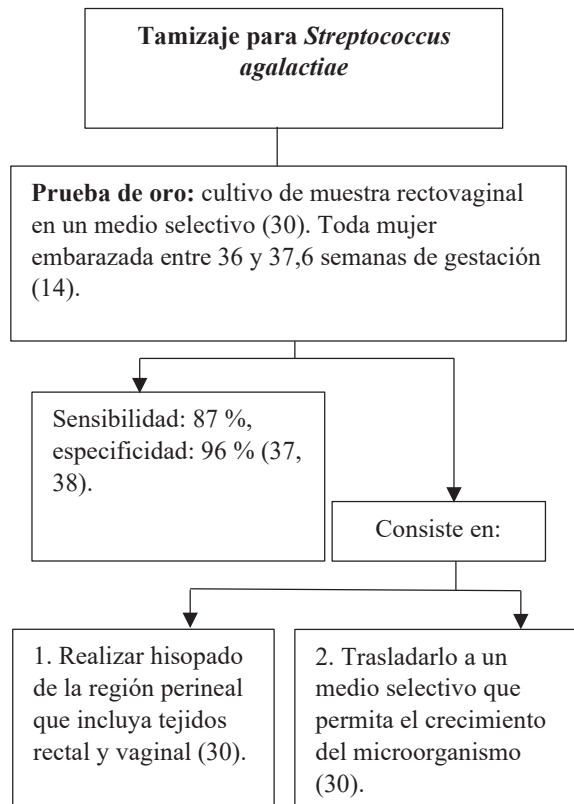 Tamizaje para Streptococcus
agalactiae
Prueba de oro: cultivo de muestra rectovaginal
en un medio selectivo (30). Toda mujer
embarazada entre 36 y 37,6 semanas de gestación
(14).
Sensibilidad: 87 %,
especificidad: 96 % (37,
38).
Consiste en:
1. Realizar hisopado
de la región perineal
que incluya tejidos
rectal y vaginal (30).
2. Trasladarlo a un
medio selectivo que
permita el crecimiento
del microorganismo
(30).